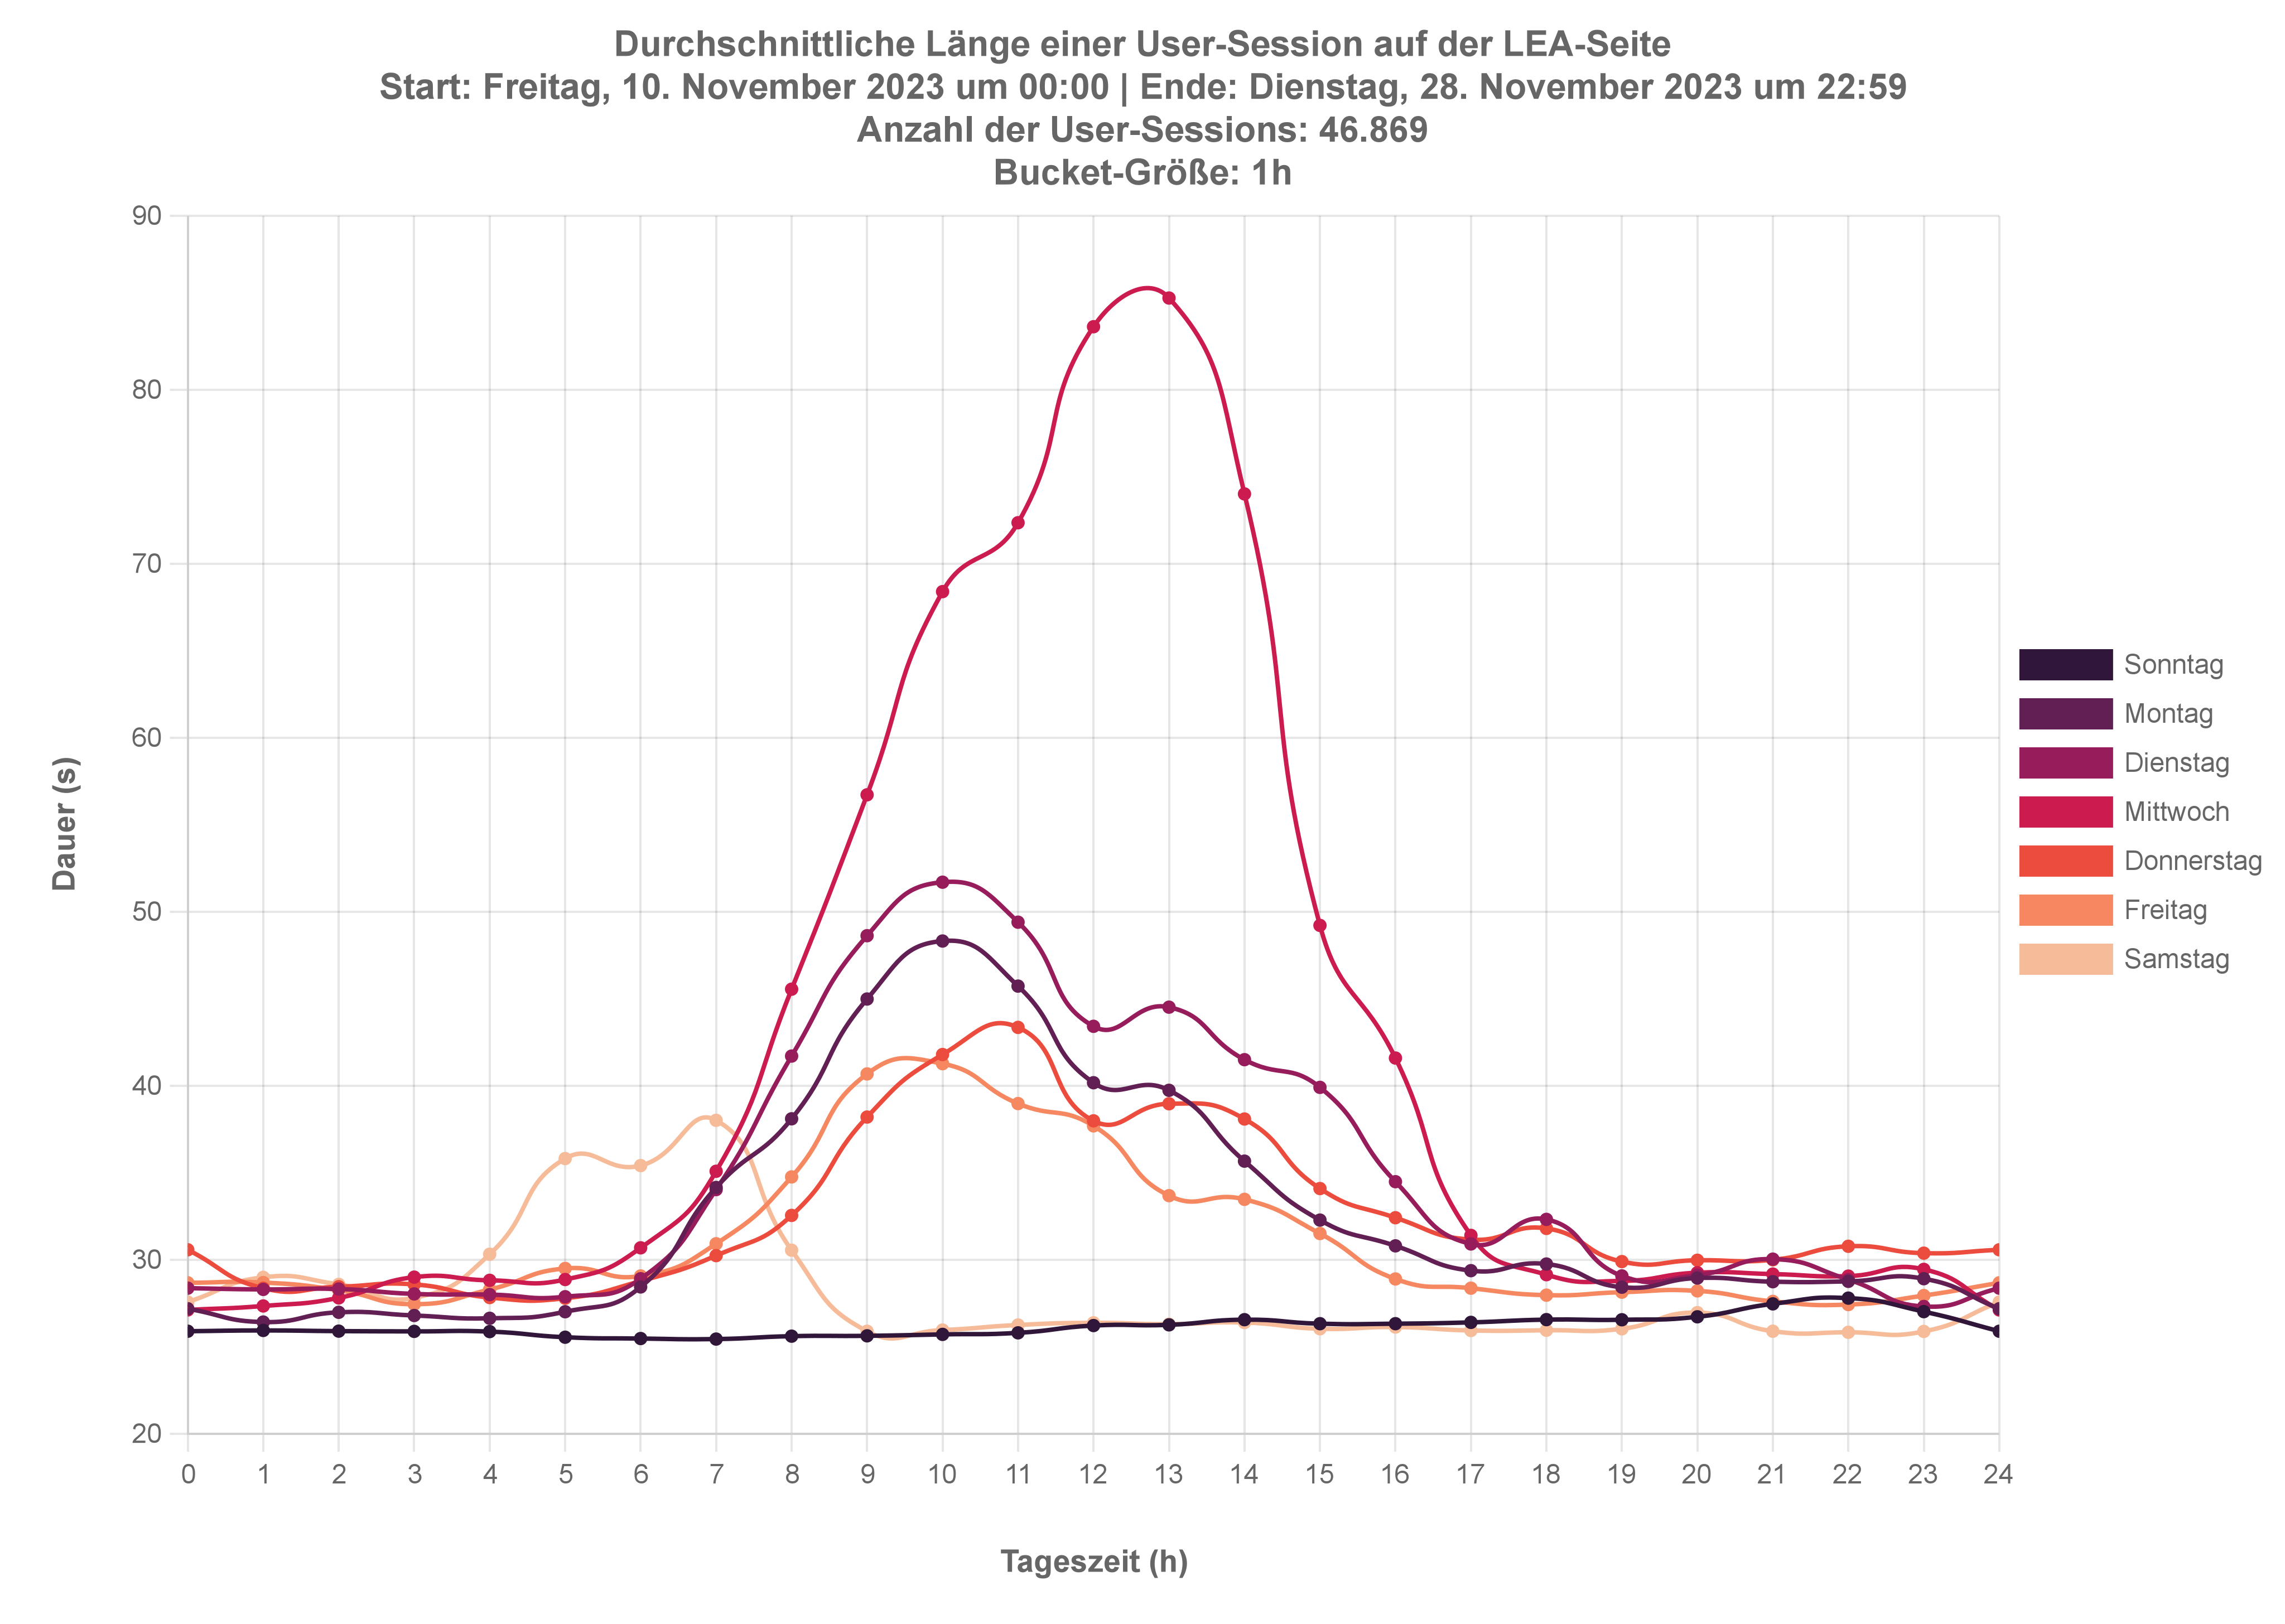 Durchschnittliche Länge einer User-Session auf der LEA-Seite
Start: Freitag, 10. November 2023 um 00:00 | Ende: Dienstag, 28. November 2023 um 22:59
Anzahl der User-Sessions: 46.869
Bucket-Größe: 1h
90
80
70
60
50
40
30
20
Dauer (s)
0 1 2 3 4 5 6 7 8 9 10 11 12 13 14 15 16 17 18 19 20 21 22 23 24
Tageszeit (h)
Sonntag
Montag
Dienstag
Mittwoch
Donnerstag
Freitag
Samstag